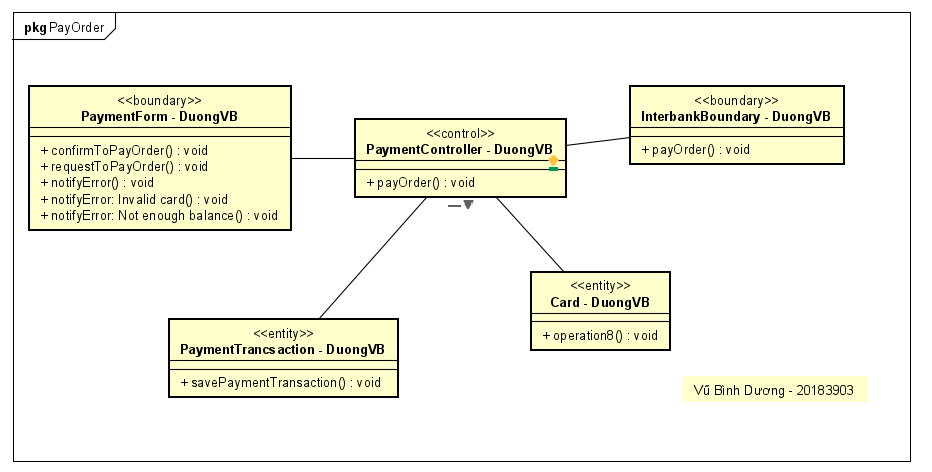 pkg PayOrder
<<boundary>>
PaymentForm - DuongVB
+ confirmToPayOrder() : void
+ requestToPayOrder() : void
+ notifyError() : void
+ notifyError: Invalid card() : void
+ notifyError: Not enough balance() : void
<<control>>
PaymentController - DuongVB
+ payOrder() : void
<<boundary>>
InterbankBoundary - DuongVB
+ payOrder() : void
<<entity>>
PaymentTrancsaction - DuongVB
+ savePaymentTransaction() : void
<<entity>>
Card - DuongVB
+ operation8() : void
Vũ Bình Dương - 20183903